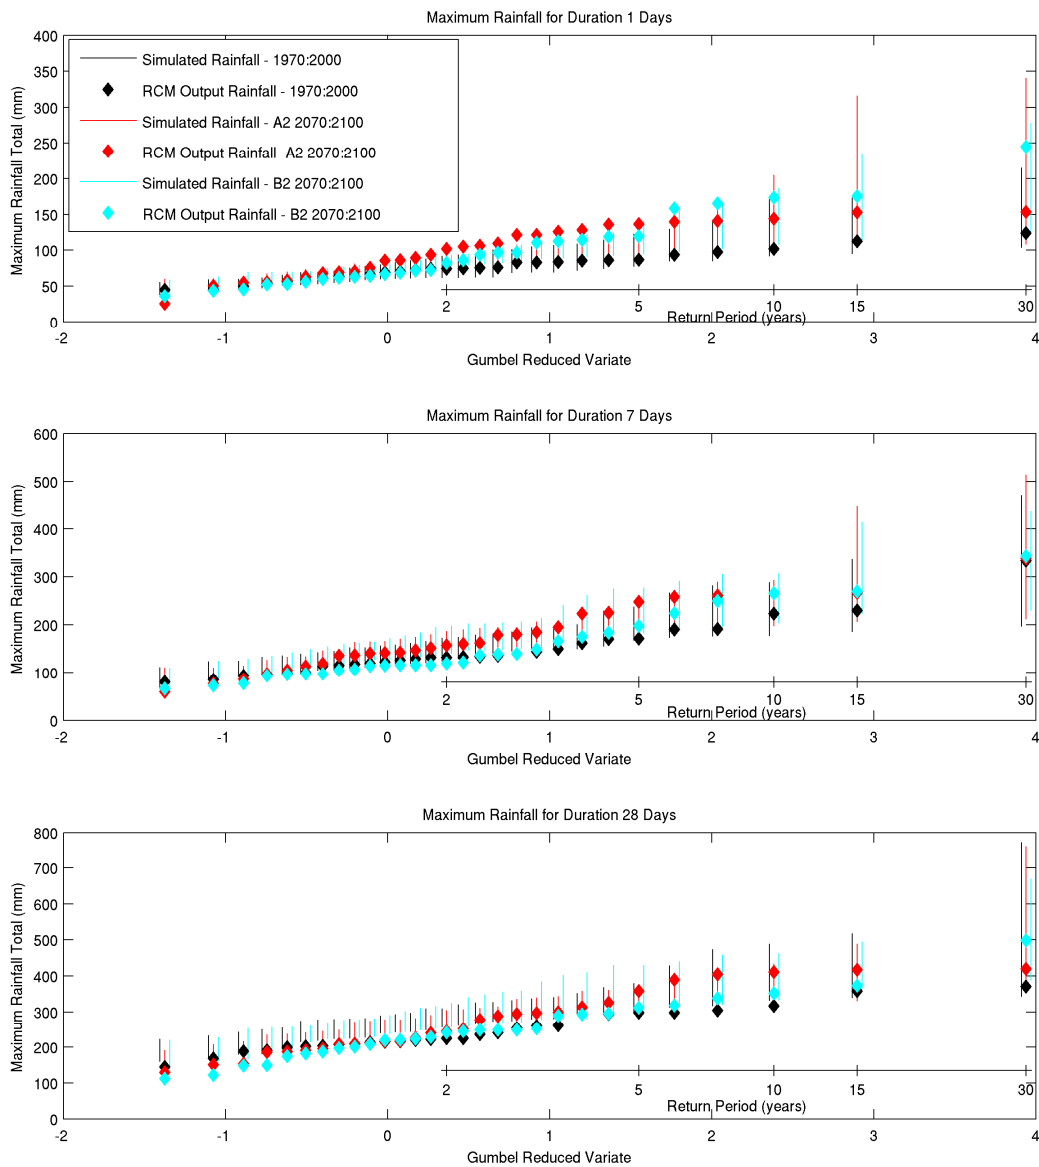 Maximum Rainfall for Duration 1 Days
Maximum Rainfall Total (mm)
400
350
300
250
200
150
100
50
0
Simulated Rainfall - 1970:2000
RCM Output Rainfall - 1970:2000
Simulated Rainfall - A2 2070:2100
RCM Output Rainfall A2 2070:2100
Simulated Rainfall - B2 2070:2100
RCM Output Rainfall - B2 2070:2100
2 5 10 15 30
Return Period (years)
-2 -1 0 1 2 3 4
Gumbel Reduced Variate
Maximum Rainfall for Duration 7 Days
Maximum Rainfall Total (mm)
600
500
400
300
200
100
0
2 5 10 15 30
Return Period (years)
-2 -1 0 1 2 3 4
Gumbel Reduced Variate
Maximum Rainfall for Duration 28 Days
Maximum Rainfall Total (mm)
800
700
600
500
400
300
200
100
0
2 5 10 15 30
Return Period (years)
-2 -1 0 1 2 3 4
Gumbel Reduced Variate